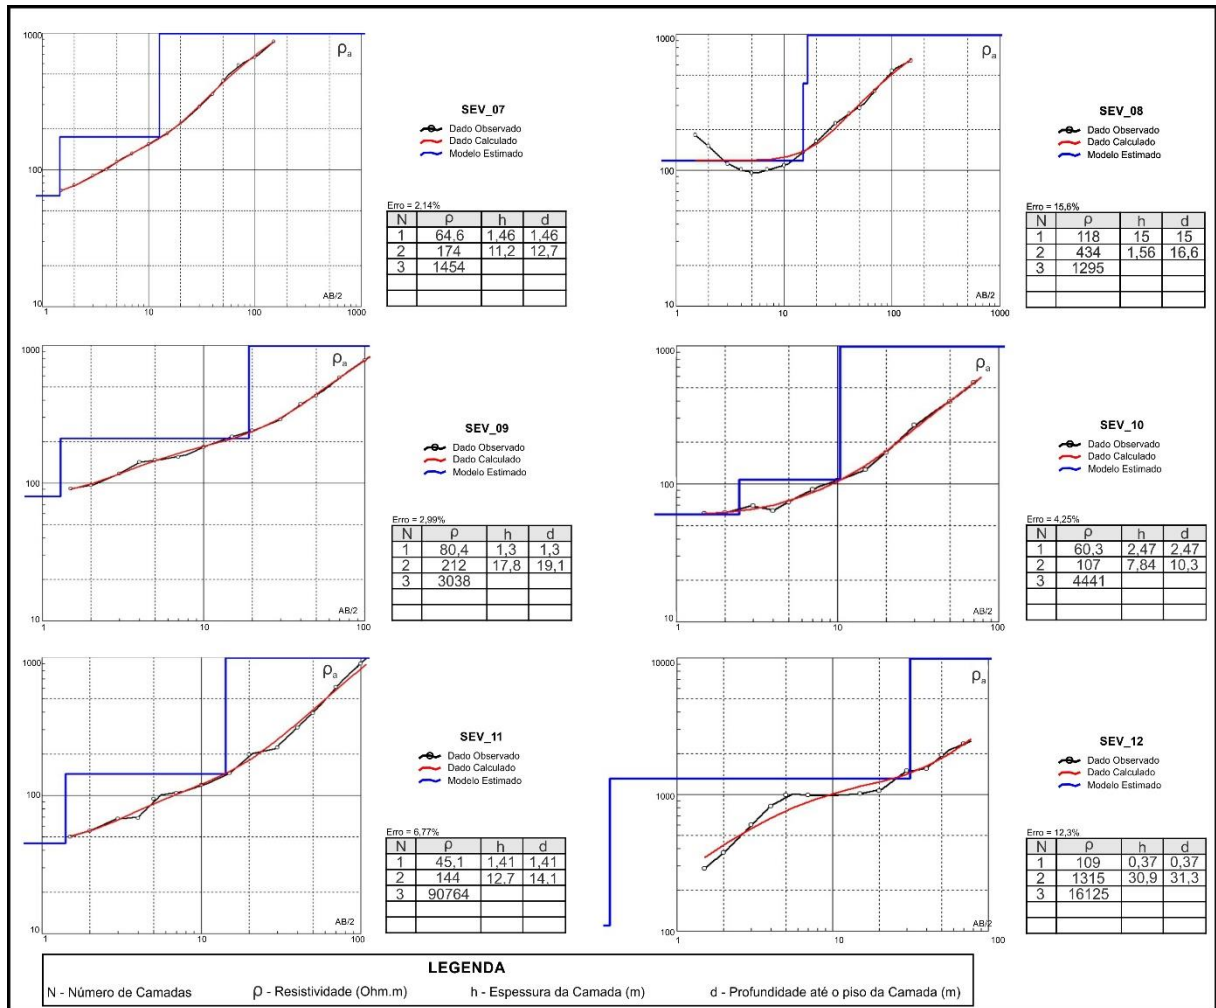 1000
ρa
100
10
AB/2
1
10
100
1000
SEV_07
Dado Observado
Dado Calculado
Modelo Estimado
Erro = 2,14%
N ρ h d
1 64,6 1,46 1,46
2 174 11,2 12,7
3 1454
1000
ρa
100
10
AB/2
1
10
100
1000
SEV_08
Dado Observado
Dado Calculado
Modelo Estimado
Erro = 15,6%
N ρ h d
1 118 15 15
2 434 1,56 16,6
3 1295
1000
ρa
100
10
AB/2
1
10
100
SEV_09
Dado Observado
Dado Calculado
Modelo Estimado
Erro = 2,99%
N ρ h d
1 80,4 1,3 1,3
2 212 17,8 19,1
3 3038
1000
ρa
100
10
AB/2
1
10
100
SEV_10
Dado Observado
Dado Calculado
Modelo Estimado
Erro = 4,25%
N ρ h d
1 60,3 2,47 2,47
2 107 7,84 10,3
3 4441
1000
ρa
100
10
AB/2
1
10
100
SEV_11
Dado Observado
Dado Calculado
Modelo Estimado
Erro = 6,77%
N ρ h d
1 45,1 1,41 1,41
2 144 12,7 14,1
3 90764
10000
ρa
1000
100
AB/2
1
10
100
SEV_12
Dado Observado
Dado Calculado
Modelo Estimado
Erro = 12,3%
N ρ h d
1 109 0,37 0,37
2 1315 30,9 31,3
3 16125
LEGENDA
N - Número de Camadas ρ - Resistividade (Ohm.m) h - Espessura da Camada (m) d - Profundidade até o piso da Camada (m)